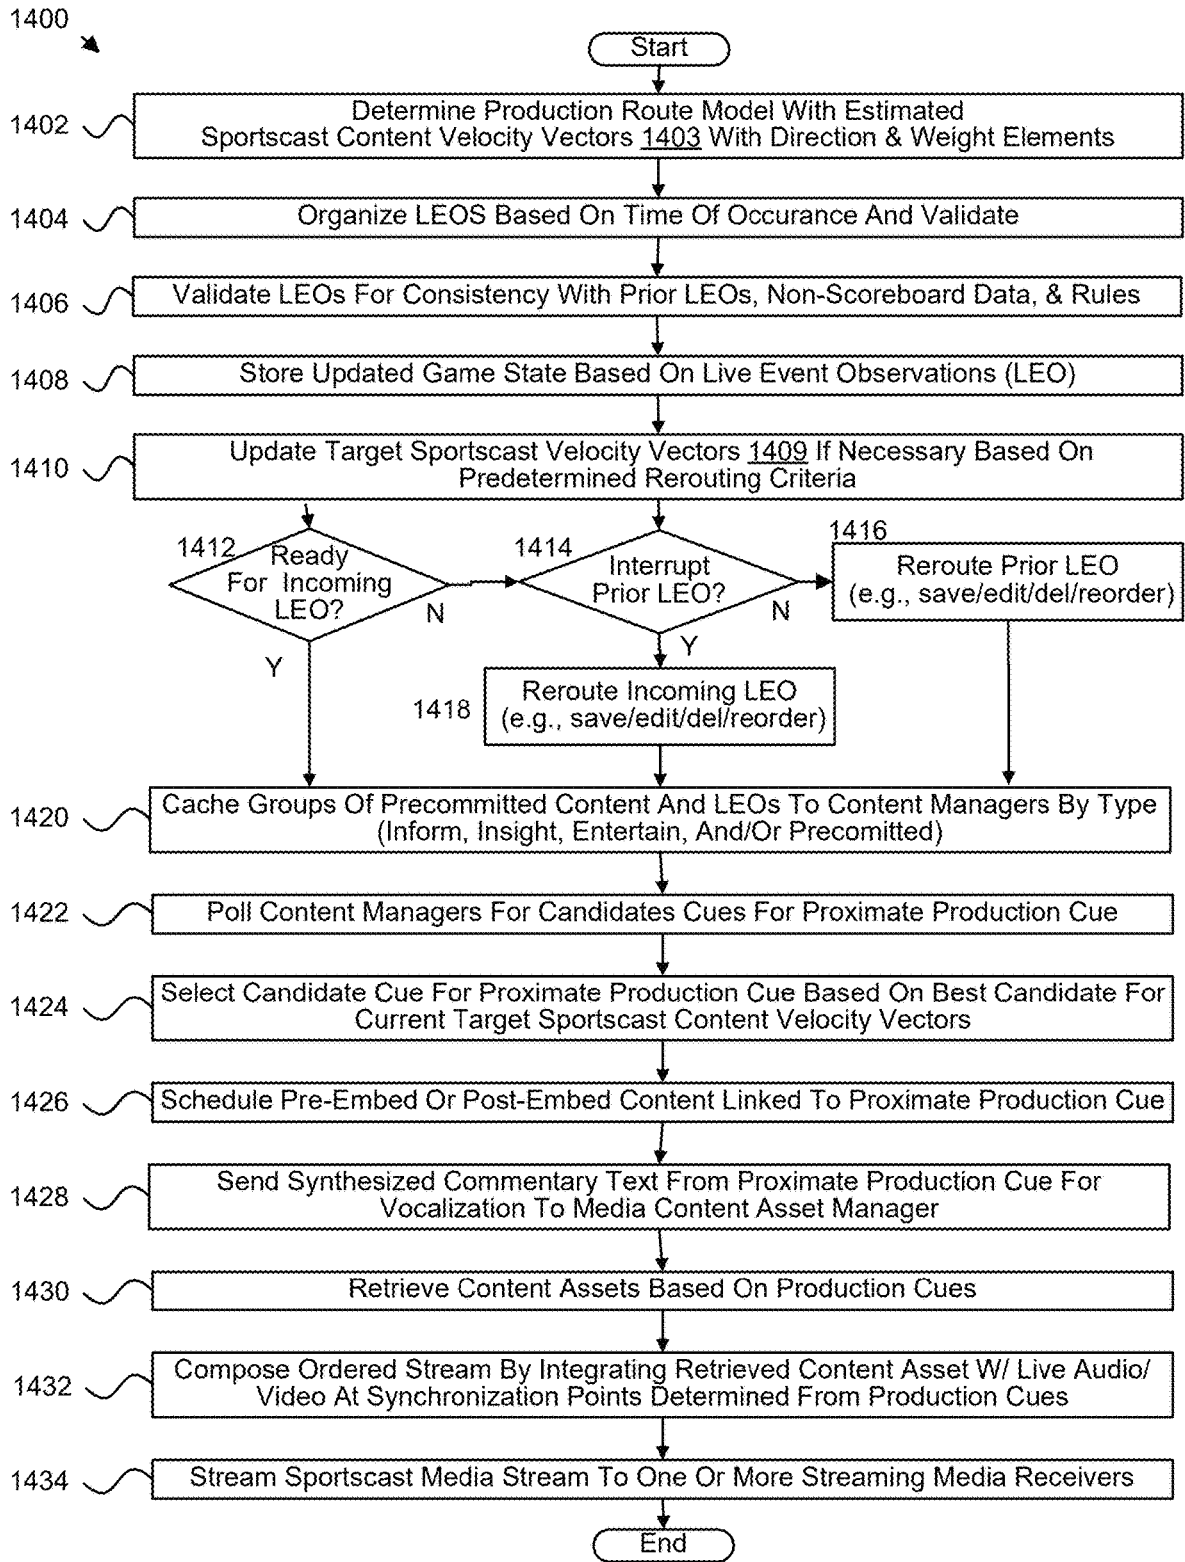 1400
Start
1402
Determine Production Route Model With Estimated
Sportscast Content Velocity Vectors 1403 With Direction & Weight Elements
1404
Organize LEOS Based On Time Of Occurance And Validate
1406
Validate LEOs For Consistency With Prior LEOs, Non-Scoreboard Data, & Rules
1408
Store Updated Game State Based On Live Event Observations (LEO)
1410
Update Target Sportscast Velocity Vectors 1409 If Necessary Based On
Predetermined Rerouting Criteria
1412
Ready
For Incoming
LEO?
N
Y
1414
Interrupt
Prior LEO?
N
Y
1416
Reroute Prior LEO
(e.g., save/edit/del/reorder)
1418
Reroute Incoming LEO
(e.g., save/edit/del/reorder)
1420
Cache Groups Of Precommitted Content And LEOs To Content Managers By Type
(Inform, Insight, Entertain, And/Or Precomitted)
1422
Poll Content Managers For Candidates Cues For Proximate Production Cue
1424
Select Candidate Cue For Proximate Production Cue Based On Best Candidate For
Current Target Sportscast Content Velocity Vectors
1426
Schedule Pre-Embed Or Post-Embed Content Linked To Proximate Production Cue
1428
Send Synthesized Commentary Text From Proximate Production Cue For
Vocalization To Media Content Asset Manager
1430
Retrieve Content Assets Based On Production Cues
1432
Compose Ordered Stream By Integrating Retrieved Content Asset W/ Live Audio/
Video At Synchronization Points Determined From Production Cues
1434
Stream Sportscast Media Stream To One Or More Streaming Media Receivers
End